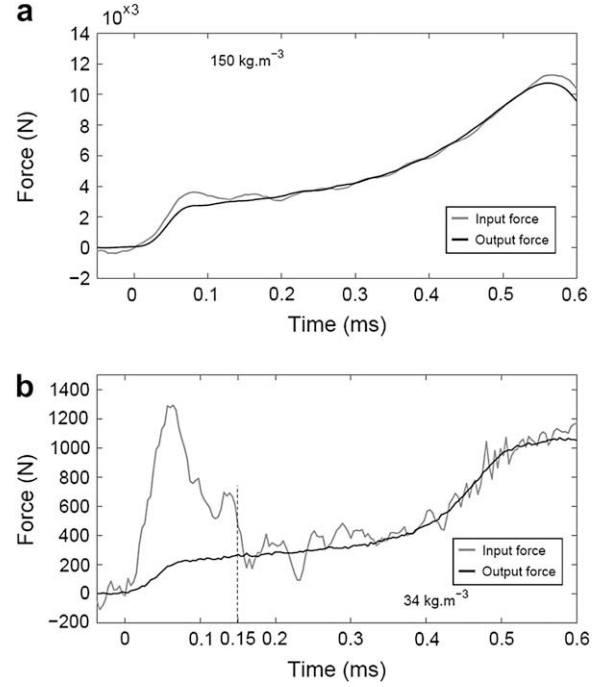 a
10×3
14
12
10
8
6
4
2
0
−2
Force (N)
150 kg.m−3
Input force
Output force
0 0.1 0.2 0.3 0.4 0.5 0.6
Time (ms)
b
1400
1200
1000
800
600
400
200
0
−200
Force (N)
Input force
Output force
34 kg.m−3
0 0.1 0.15 0.2 0.3 0.4 0.5 0.6
Time (ms)